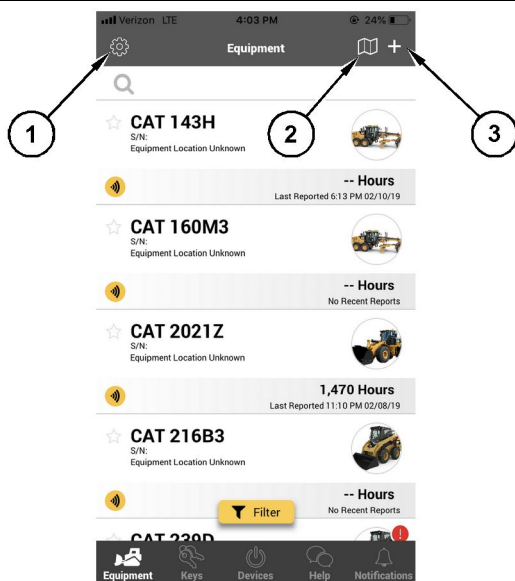 Verizon LTE 4:03 PM 24%
Equipment
1
2
3
CAT 143H
S/N:
Equipment Location Unknown
-- Hours
Last Reported 6:13 PM 02/10/19
CAT 160M3
S/N:
Equipment Location Unknown
-- Hours
No Recent Reports
CAT 2021Z
S/N:
Equipment Location Unknown
1,470 Hours
Last Reported 11:10 PM 02/08/19
CAT 216B3
S/N:
Equipment Location Unknown
-- Hours
No Recent Reports
Filter
CAT 239D
Equipment Keys Devices Help Notifications